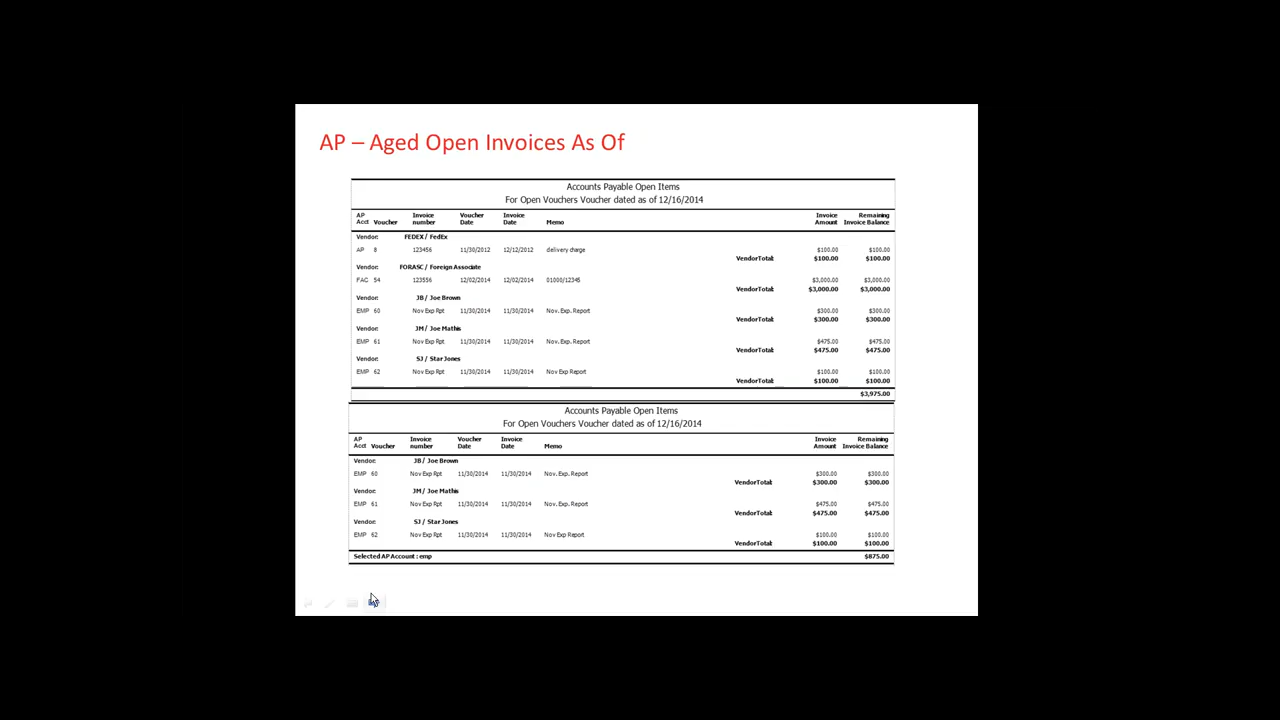 AP – Aged Open Invoices As Of
Accounts Payable Open Items
For Open Vouchers Voucher dated as of 12/16/2014
AP Acct Voucher Invoice number Voucher Date Invoice Date Memo Invoice Amount Remaining Invoice Balance
Vendor: FEDEX / FedEx
AP 8 123456 11/30/2012 12/12/2012 delivery charge $100.00 $100.00
VendorTotal: $100.00 $100.00
Vendor: FORASC / Foreign Associate
FAC 54 123556 12/02/2014 12/02/2014 01000/12345 $3,000.00 $3,000.00
VendorTotal: $3,000.00 $3,000.00
Vendor: JB / Joe Brown
EMP 60 Nov Exp Rpt 11/30/2014 11/30/2014 Nov. Exp. Report $300.00 $300.00
VendorTotal: $300.00 $300.00
Vendor: JM / Joe Mathis
EMP 61 Nov Exp Rpt 11/30/2014 11/30/2014 Nov. Exp. Report $475.00 $475.00
VendorTotal: $475.00 $475.00
Vendor: SJ / Star Jones
EMP 62 Nov Exp Rpt 11/30/2014 11/30/2014 Nov Exp Report $100.00 $100.00
VendorTotal: $100.00 $100.00
$3,975.00
Accounts Payable Open Items
For Open Vouchers Voucher dated as of 12/16/2014
AP Acct Voucher Invoice number Voucher Date Invoice Date Memo Invoice Amount Remaining Invoice Balance
Vendor: JB / Joe Brown
EMP 60 Nov Exp Rpt 11/30/2014 11/30/2014 Nov. Exp. Report $300.00 $300.00
VendorTotal: $300.00 $300.00
Vendor: JM / Joe Mathis
EMP 61 Nov Exp Rpt 11/30/2014 11/30/2014 Nov. Exp. Report $475.00 $475.00
VendorTotal: $475.00 $475.00
Vendor: SJ / Star Jones
EMP 62 Nov Exp Rpt 11/30/2014 11/30/2014 Nov Exp Report $100.00 $100.00
VendorTotal: $100.00 $100.00
Selected AP Account : emp $875.00